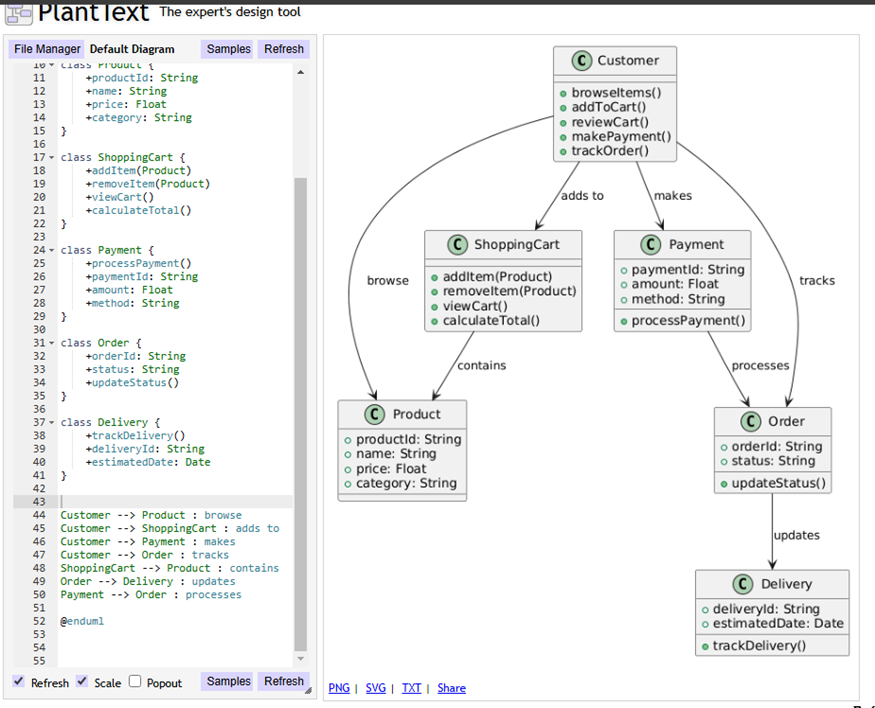 PlantText The expert's design tool
File Manager Default Diagram Samples Refresh
10 class Product {
11 +productId: String
12 +name: String
13 +price: Float
14 +category: String
15 }
16
17 class ShoppingCart {
18 +addItem(Product)
19 +removeItem(Product)
20 +viewCart()
21 +calculateTotal()
22 }
23
24 class Payment {
25 +processPayment()
26 +paymentId: String
27 +amount: Float
28 +method: String
29 }
30
31 class Order {
32 +orderId: String
33 +status: String
34 +updateStatus()
35 }
36
37 class Delivery {
38 +trackDelivery()
39 +deliveryId: String
40 +estimatedDate: Date
41 }
42
43
44 Customer --> Product : browse
45 Customer --> ShoppingCart : adds to
46 Customer --> Payment : makes
47 Customer --> Order : tracks
48 ShoppingCart --> Product : contains
49 Order --> Delivery : updates
50 Payment --> Order : processes
51
52 @enduml
53
54
55
Refresh Scale Popout Samples Refresh
C Customer
browseItems()
addToCart()
reviewCart()
makePayment()
trackOrder()
adds to
makes
browse
tracks
C ShoppingCart
addItem(Product)
removeItem(Product)
viewCart()
calculateTotal()
C Payment
paymentId: String
amount: Float
method: String
processPayment()
contains
processes
C Product
productId: String
name: String
price: Float
category: String
C Order
orderId: String
status: String
updateStatus()
updates
C Delivery
deliveryId: String
estimatedDate: Date
trackDelivery()
PNG | SVG | TXT | Share